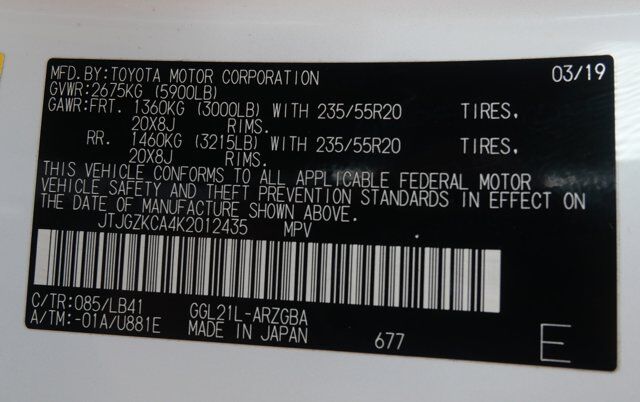 MFD. BY: TOYOTA MOTOR CORPORATION 03/19
GVWR: 2675KG (5900LB)
GAWR: FRT. 1360KG (3000LB) WITH 235/55R20 TIRES.
20X8J RIMS.
RR. 1460KG (3215LB) WITH 235/55R20 TIRES.
20X8J RIMS.
THIS VEHICLE CONFORMS TO ALL APPLICABLE FEDERAL MOTOR
VEHICLE SAFETY AND THEFT PREVENTION STANDARDS IN EFFECT ON
THE DATE OF MANUFACTURE SHOWN ABOVE.
JTJGZKCA4K2012435 MPV
C/TR: 085/LB41 GGL21L-ARZGBA
A/TM: -01A/U881E MADE IN JAPAN 677 E